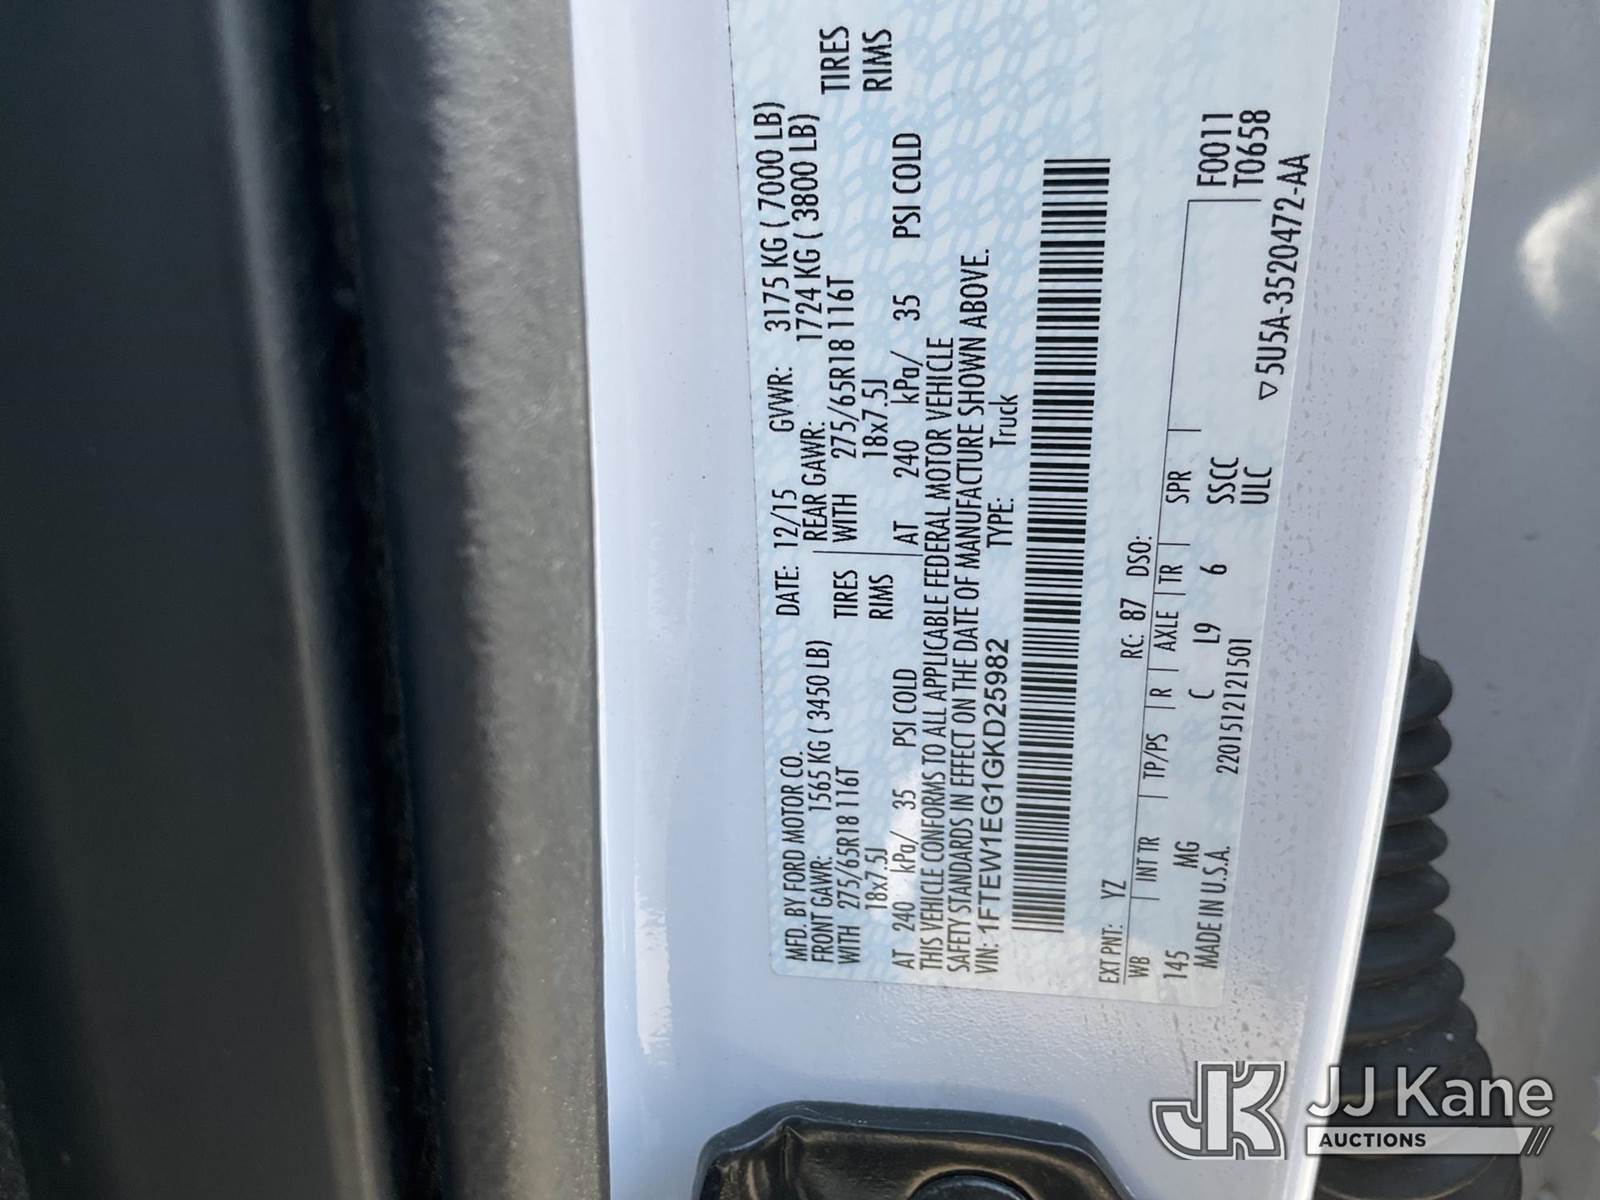 MFD. BY FORD MOTOR CO.
DATE: 12/15 GVWR: 3175 KG ( 7000 LB)
FRONT GAWR: 1565 KG ( 3450 LB)
REAR GAWR: 1724 KG ( 3800 LB)
WITH 275/65R18 116T TIRES
WITH 275/65R18 116T TIRES
18x7.5J RIMS
18x7.5J RIMS
AT 240 kPa/ 35 PSI COLD
AT 240 kPa/ 35 PSI COLD
THIS VEHICLE CONFORMS TO ALL APPLICABLE FEDERAL MOTOR VEHICLE
SAFETY STANDARDS IN EFFECT ON THE DATE OF MANUFACTURE SHOWN ABOVE.
VIN: 1FTEW1EG1GKD25982 TYPE: Truck
EXT PNT: YZ RC: 87 DSO:
WB INT TR TP/PS R AXLE TR SPR
145 MG C L9 6 SSCC
F0011
T0658
MADE IN U.S.A. 220151212150I ULC
▽5U5A-3520472-AA
JK
JJ Kane
AUCTIONS